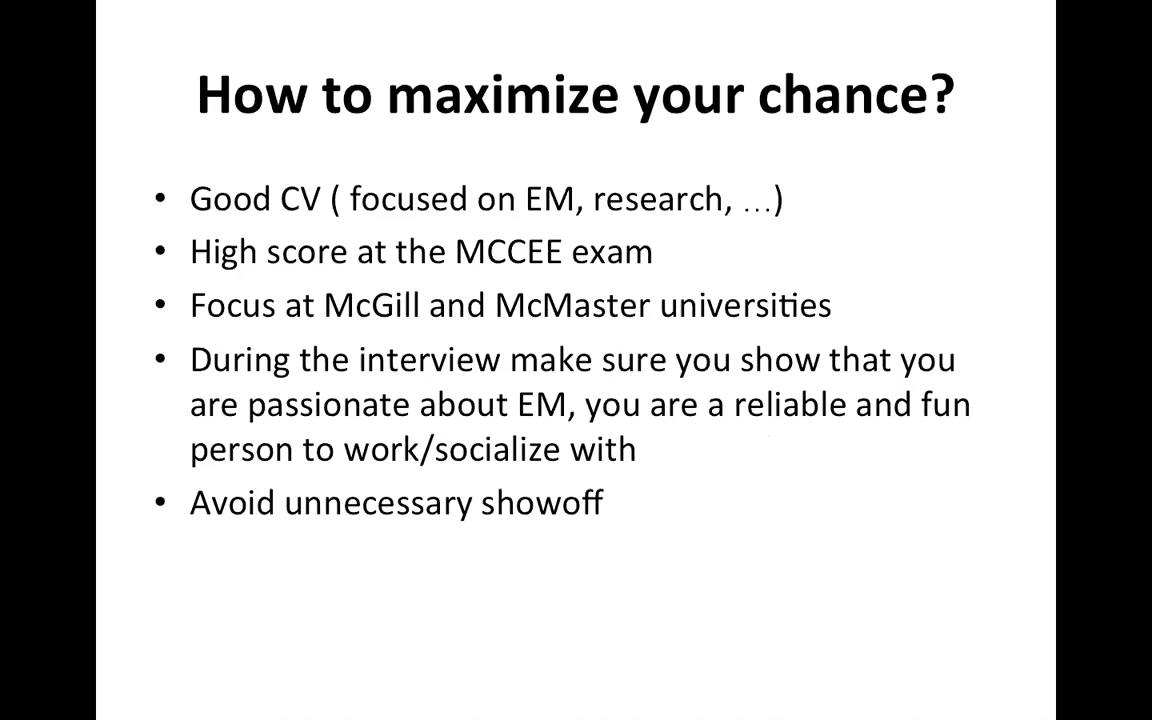 How to maximize your chance?
• Good CV ( focused on EM, research, …)
• High score at the MCCEE exam
• Focus at McGill and McMaster universities
• During the interview make sure you show that you
are passionate about EM, you are a reliable and fun
person to work/socialize with
• Avoid unnecessary showoff